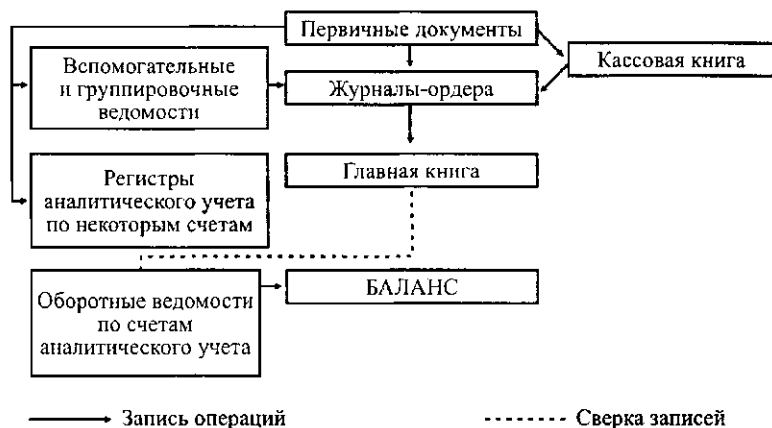 Первичные документы
Кассовая книга
Вспомогательные
и группировочные
ведомости
Журналы-ордера
Главная книга
Регистры
аналитического учета
по некоторым счетам
Оборотные ведомости
по счетам
аналитического учета
БАЛАНС
Запись операций
Сверка записей